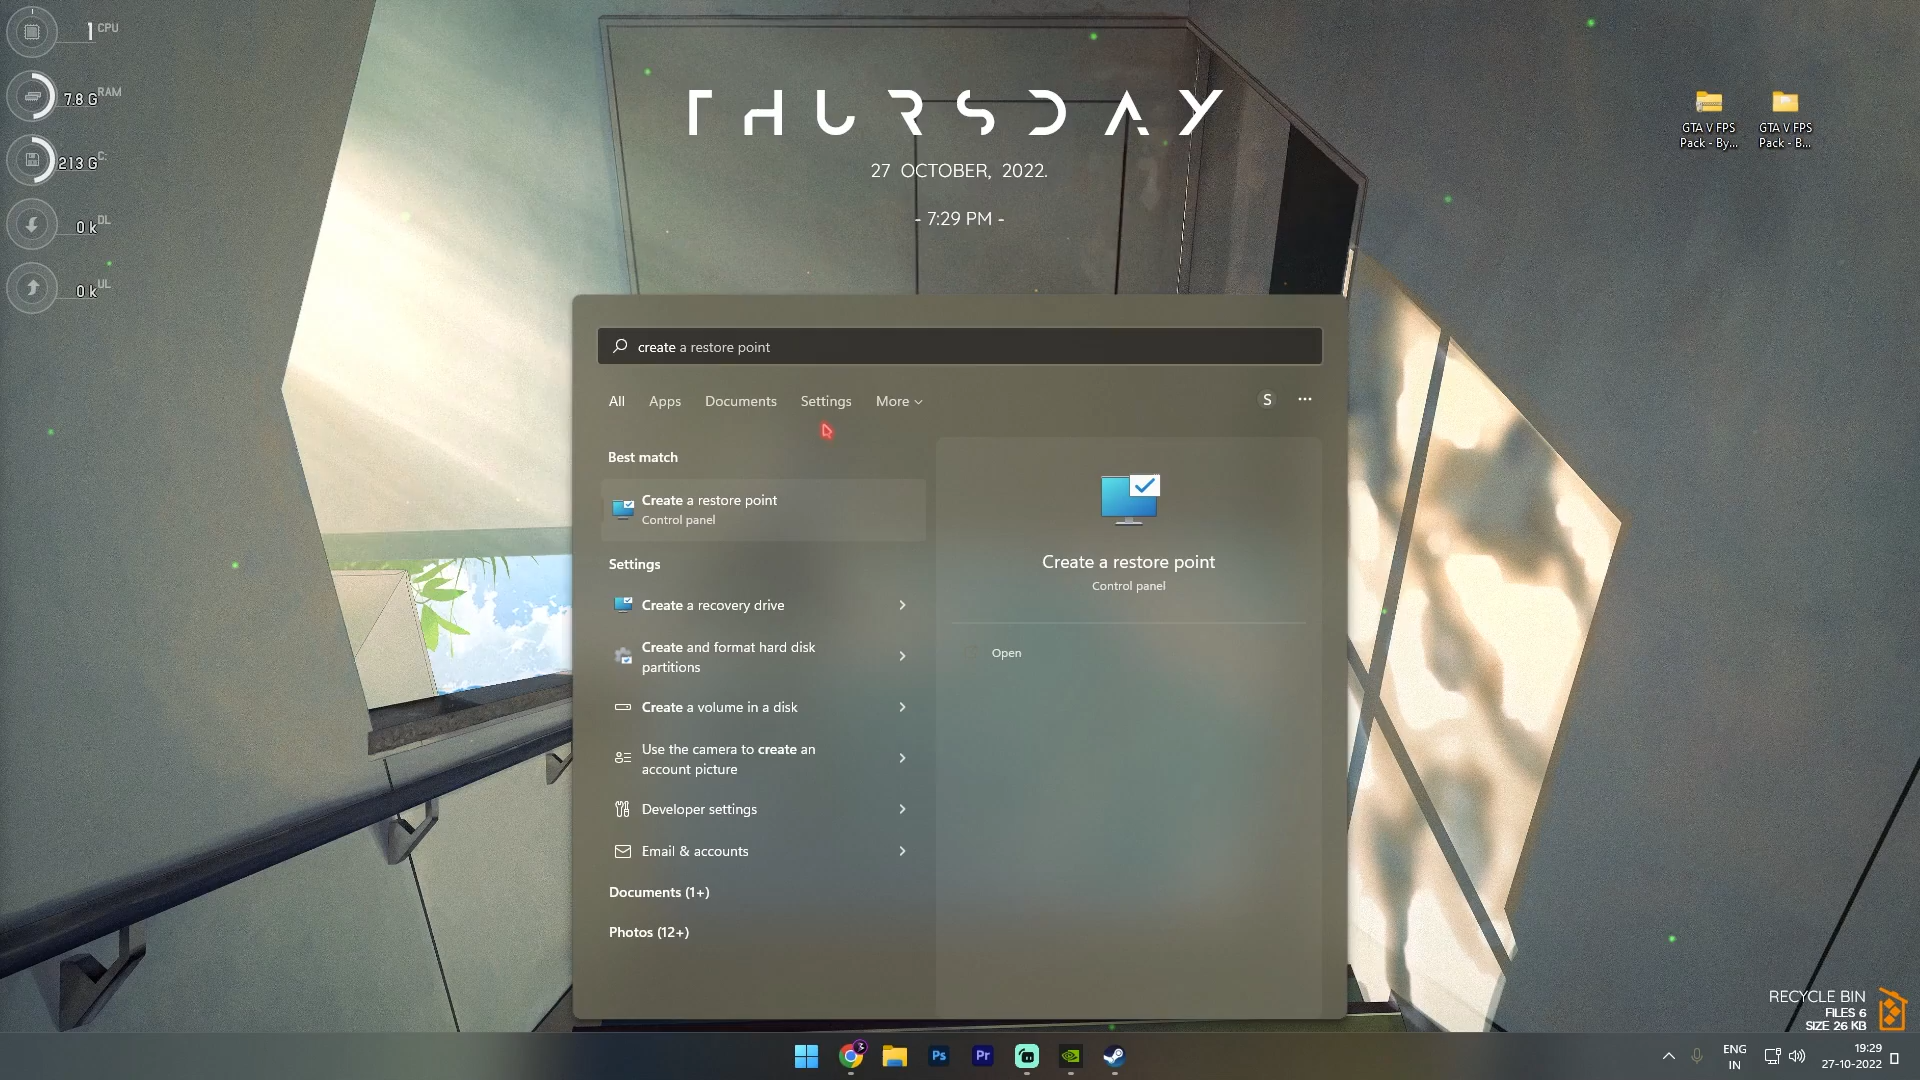 1 CPU
7.8 G RAM
213 G C:
0 k DL
0 k UL
THURSDAY
27 OCTOBER, 2022.
- 7:29 PM -
GTA V FPS
Pack - By...
GTA V FPS
Pack - B...
create a restore point
All Apps Documents Settings More
S
Best match
Create a restore point
Control panel
Settings
Create a recovery drive
Create and format hard disk
partitions
Create a volume in a disk
Use the camera to create an
account picture
Developer settings
Email & accounts
Documents (1+)
Photos (12+)
Create a restore point
Control panel
Open
RECYCLE BIN
FILES 6
SIZE 26 KB
Ps
Pr
ENG
IN
19:29
27-10-2022